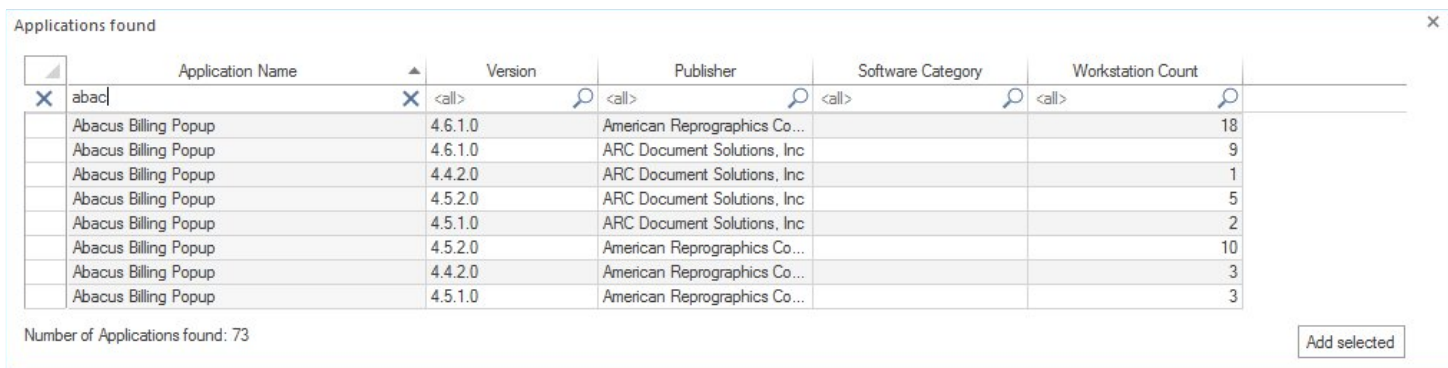 Applications found
Application Name Version Publisher Software Category Workstation Count
abac <all> <all> <all> <all>
Abacus Billing Popup 4.6.1.0 American Reprographics Co... 18
Abacus Billing Popup 4.6.1.0 ARC Document Solutions, Inc 9
Abacus Billing Popup 4.4.2.0 ARC Document Solutions, Inc 1
Abacus Billing Popup 4.5.2.0 ARC Document Solutions, Inc 5
Abacus Billing Popup 4.5.1.0 ARC Document Solutions, Inc 2
Abacus Billing Popup 4.5.2.0 American Reprographics Co... 10
Abacus Billing Popup 4.4.2.0 American Reprographics Co... 3
Abacus Billing Popup 4.5.1.0 American Reprographics Co... 3
Number of Applications found: 73
Add selected